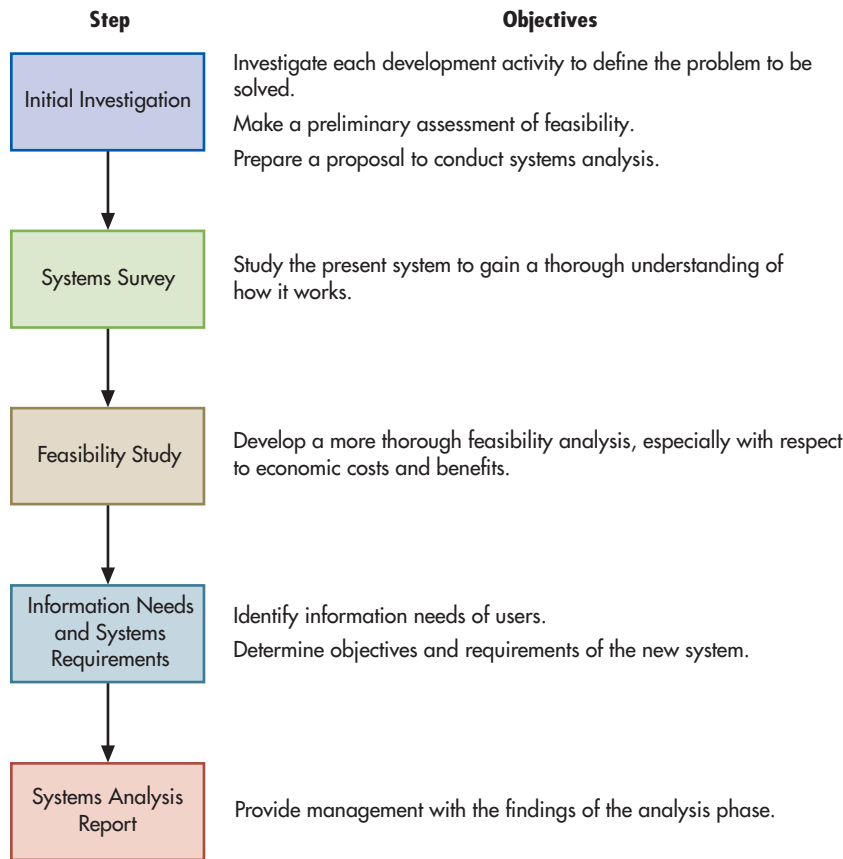 Step
Objectives
Initial Investigation
Investigate each development activity to define the problem to be
solved.
Make a preliminary assessment of feasibility.
Prepare a proposal to conduct systems analysis.
Systems Survey
Study the present system to gain a thorough understanding of
how it works.
Feasibility Study
Develop a more thorough feasibility analysis, especially with respect
to economic costs and benefits.
Information Needs
and Systems
Requirements
Identify information needs of users.
Determine objectives and requirements of the new system.
Systems Analysis
Report
Provide management with the findings of the analysis phase.